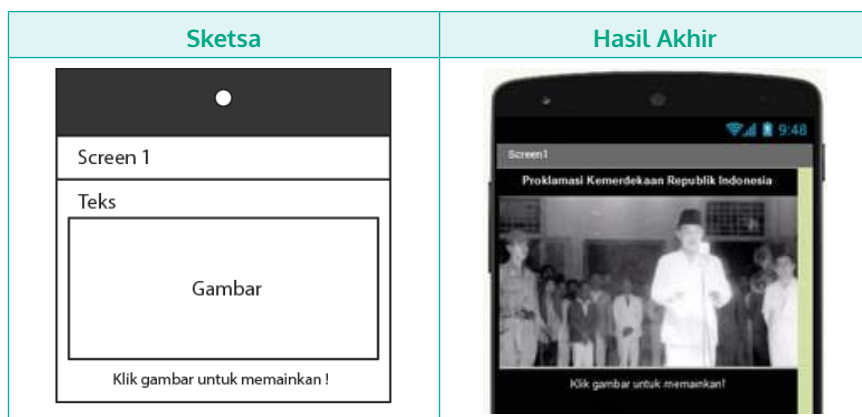 Sketsa
Hasil Akhir
Screen 1
Teks
Gambar
Klik gambar untuk memainkan !
9:48
Screen1
Proklamasi Kemerdekaan Republik Indonesia
Klik gambar untuk memainkan!